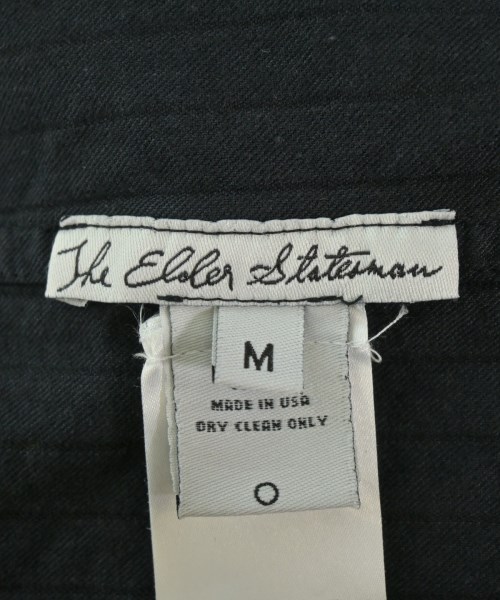 The Elder Statesman
M
MADE IN USA
DRY CLEAN ONLY